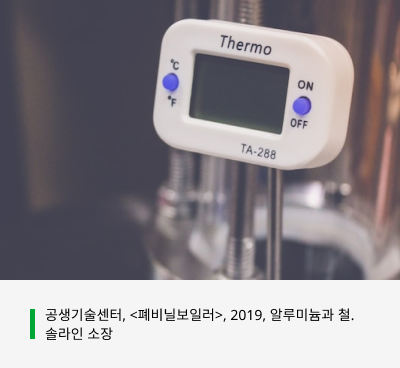 Thermo
°C
°F
ON
OFF
TA-288
공생기술센터, <폐비닐보일러>, 2019, 알루미늄과 철.
솔라인 소장